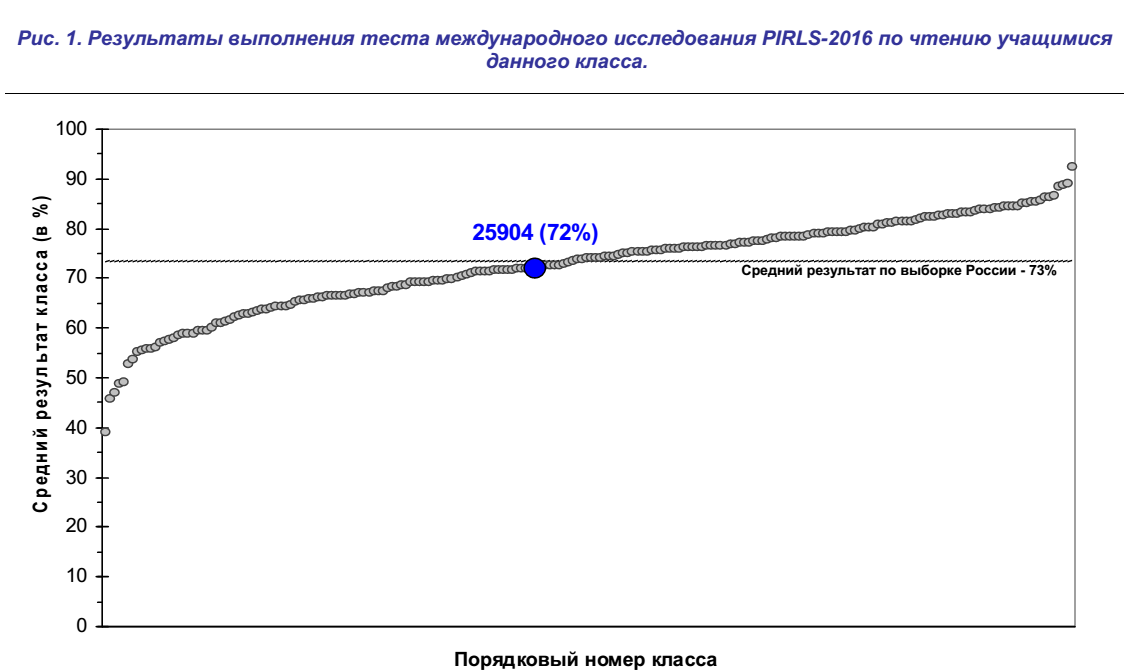 Рис. 1. Результаты выполнения теста международного исследования PIRLS-2016 по чтению учащимися
данного класса.
100
90
80
70
60
50
40
30
20
10
0
Средний результат класса (в %)
25904 (72%)
Средний результат по выборке России - 73%
Порядковый номер класса